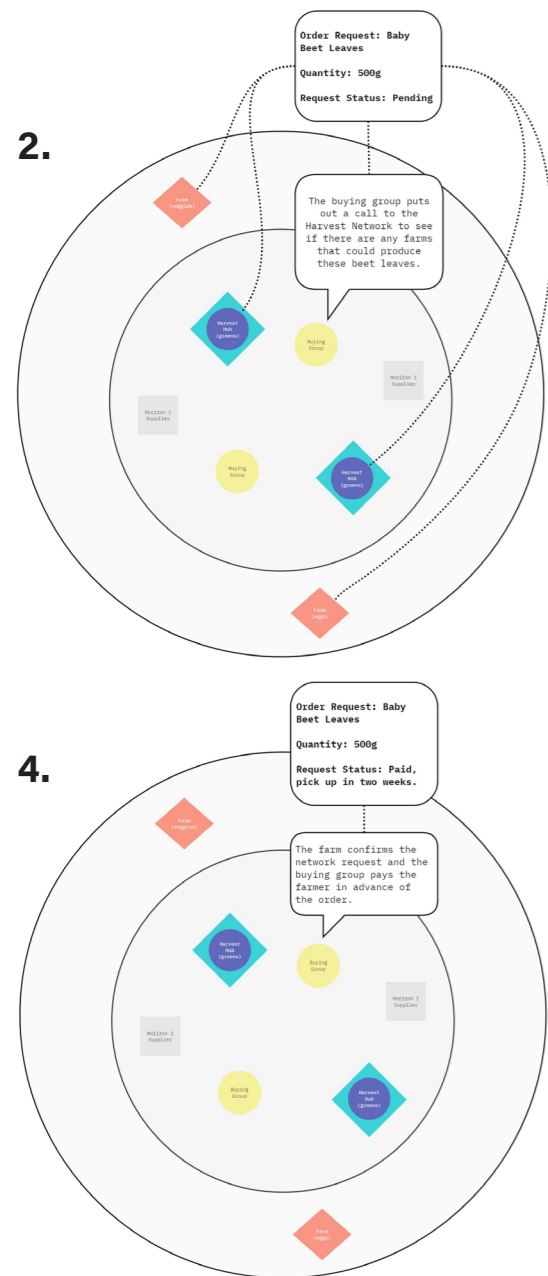 2.
Order Request: Baby
Beet Leaves
Quantity: 500g
Request Status: Pending
The buying group puts
out a call to the
Harvest Network to see
if there are any farms
that could produce
these beet leaves.
Farm
(veggies)
Harvest
Hub
(greens)
Buying
Group
Horizon 1
Supplier
Horizon 1
Supplier
Buying
Group
Harvest
Hub
(greens)
Farm
(eggs)
4.
Order Request: Baby
Beet Leaves
Quantity: 500g
Request Status: Paid,
pick up in two weeks.
The farm confirms the
network request and the
buying group pays the
farmer in advance of
the order.
Farm
(veggies)
Harvest
Hub
(greens)
Buying
Group
Horizon 1
Supplier
Horizon 1
Supplier
Buying
Group
Harvest
Hub
(greens)
Farm
(eggs)